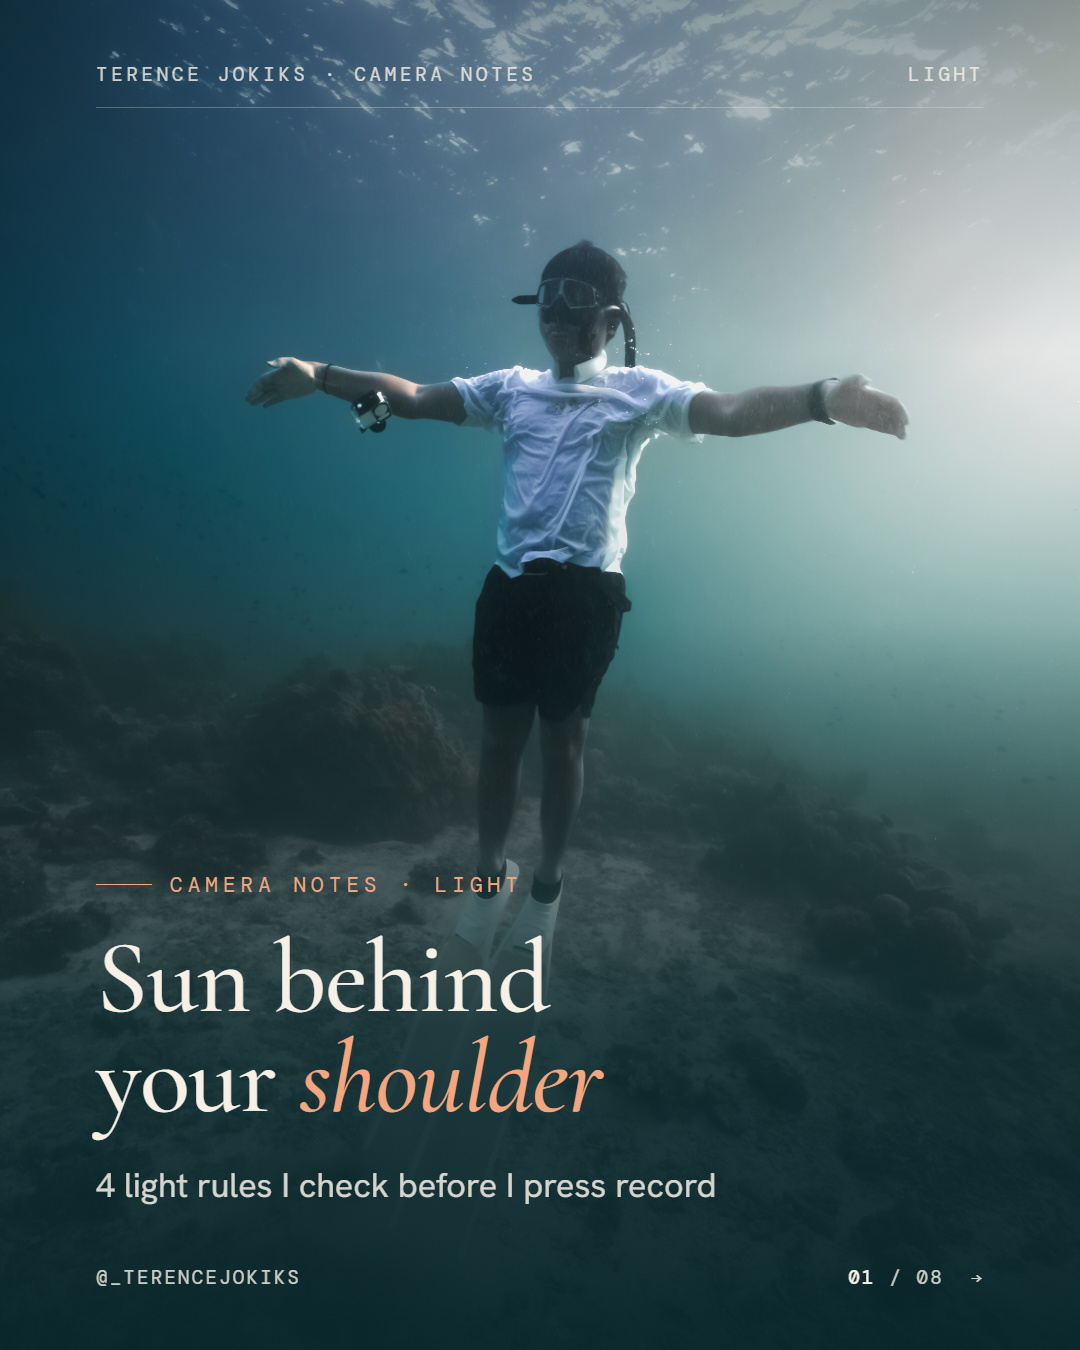 TERENCE JOKIKS · CAMERA NOTES
LIGHT
CAMERA NOTES · LIGHT
Sun behind
your shoulder
4 light rules I check before I press record
@_TERENCEJOKIKS
01 / 08 →